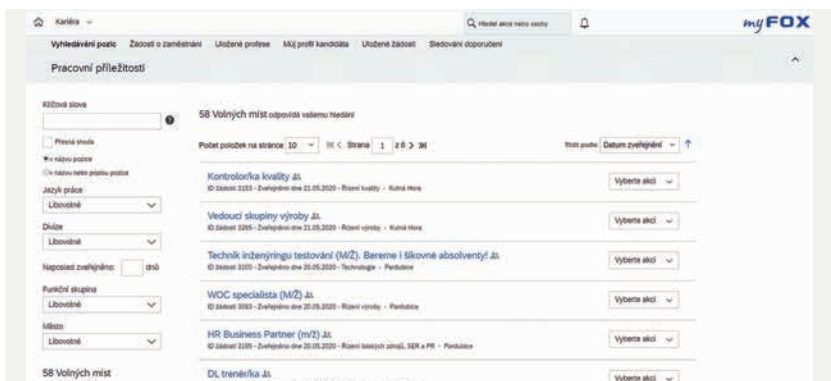 Kariéra
Hledat akce nebo osoby
myFOX
Vyhledávání pozic Žádosti o zaměstnání Uložené profese Můj profil kandidáta Uložené žádosti Sledování doporučení
Pracovní příležitosti
Klíčová slova
Přesná shoda
v názvu pozice
v názvu nebo popisu pozice
Jazyk práce
Libovolné
Divize
Libovolné
Naposled zveřejněno: dnů
Funkční skupina
Libovolné
Město
Libovolné
58 Volných míst
58 Volných míst odpovídá vašemu hledání
Počet položek na stránce 10 Strana 1 z 6
Třídit podle: Datum zveřejnění
Kontrolor/ka kvality
Vyberte akci
ID žádosti 3153 - Zveřejněno dne 21.05.2020 - Řízení kvality - Kutná Hora
Vedoucí skupiny výroby
Vyberte akci
ID žádosti 3295 - Zveřejněno dne 21.05.2020 - Řízení výroby - Kutná Hora
Technik inženýringu testování (M/Ž). Bereme i šikovné absolventy!
Vyberte akci
ID žádosti 3100 - Zveřejněno dne 20.05.2020 - Technologie - Pardubice
WOC specialista (M/Ž)
Vyberte akci
ID žádosti 3083 - Zveřejněno dne 20.05.2020 - Řízení výroby - Pardubice
HR Business Partner (m/ž)
Vyberte akci
ID žádosti 3195 - Zveřejněno dne 20.05.2020 - Řízení lidských zdrojů, SER a PR - Pardubice
DL trenér/ka
Vyberte akci